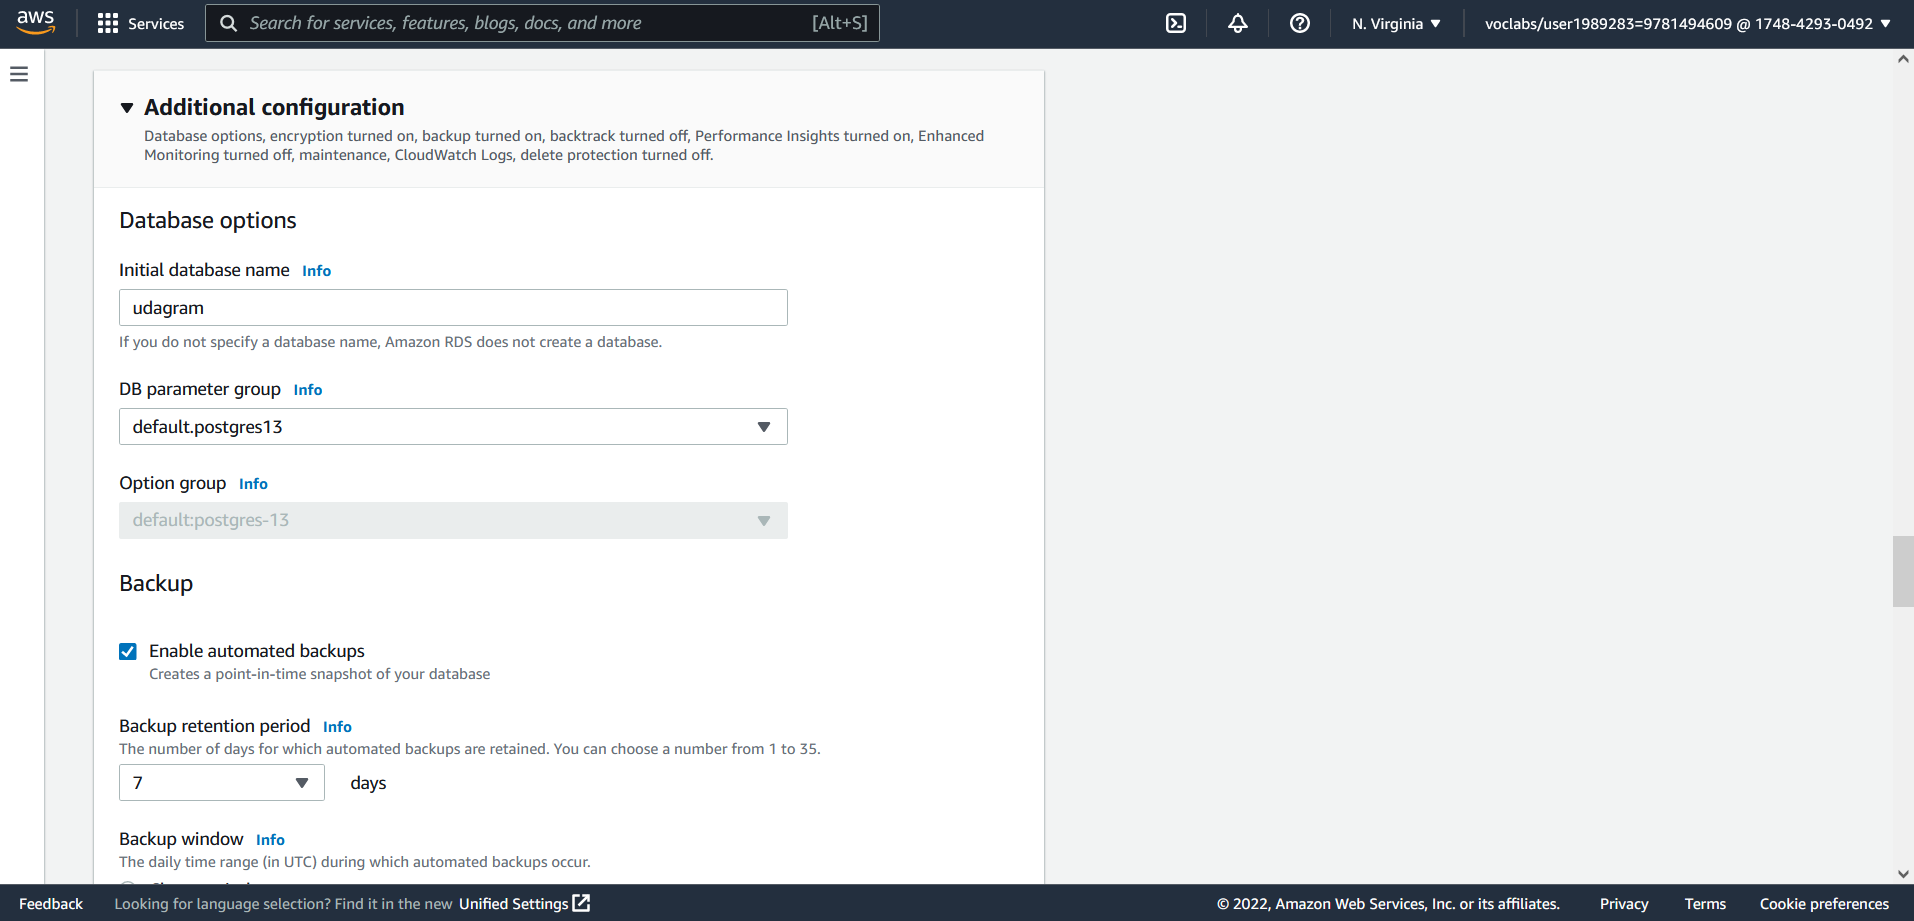 aws
Services
Search for services, features, blogs, docs, and more
[Alt+S]
N. Virginia
voclabs/user1989283=9781494609 @ 1748-4293-0492
Additional configuration
Database options, encryption turned on, backup turned on, backtrack turned off, Performance Insights turned on, Enhanced
Monitoring turned off, maintenance, CloudWatch Logs, delete protection turned off.
Database options
Initial database name Info
udagram
If you do not specify a database name, Amazon RDS does not create a database.
DB parameter group Info
default.postgres13
Option group Info
default:postgres-13
Backup
Enable automated backups
Creates a point-in-time snapshot of your database
Backup retention period Info
The number of days for which automated backups are retained. You can choose a number from 1 to 35.
7 days
Backup window Info
The daily time range (in UTC) during which automated backups occur.
Feedback
Looking for language selection? Find it in the new Unified Settings
© 2022, Amazon Web Services, Inc. or its affiliates.
Privacy
Terms
Cookie preferences